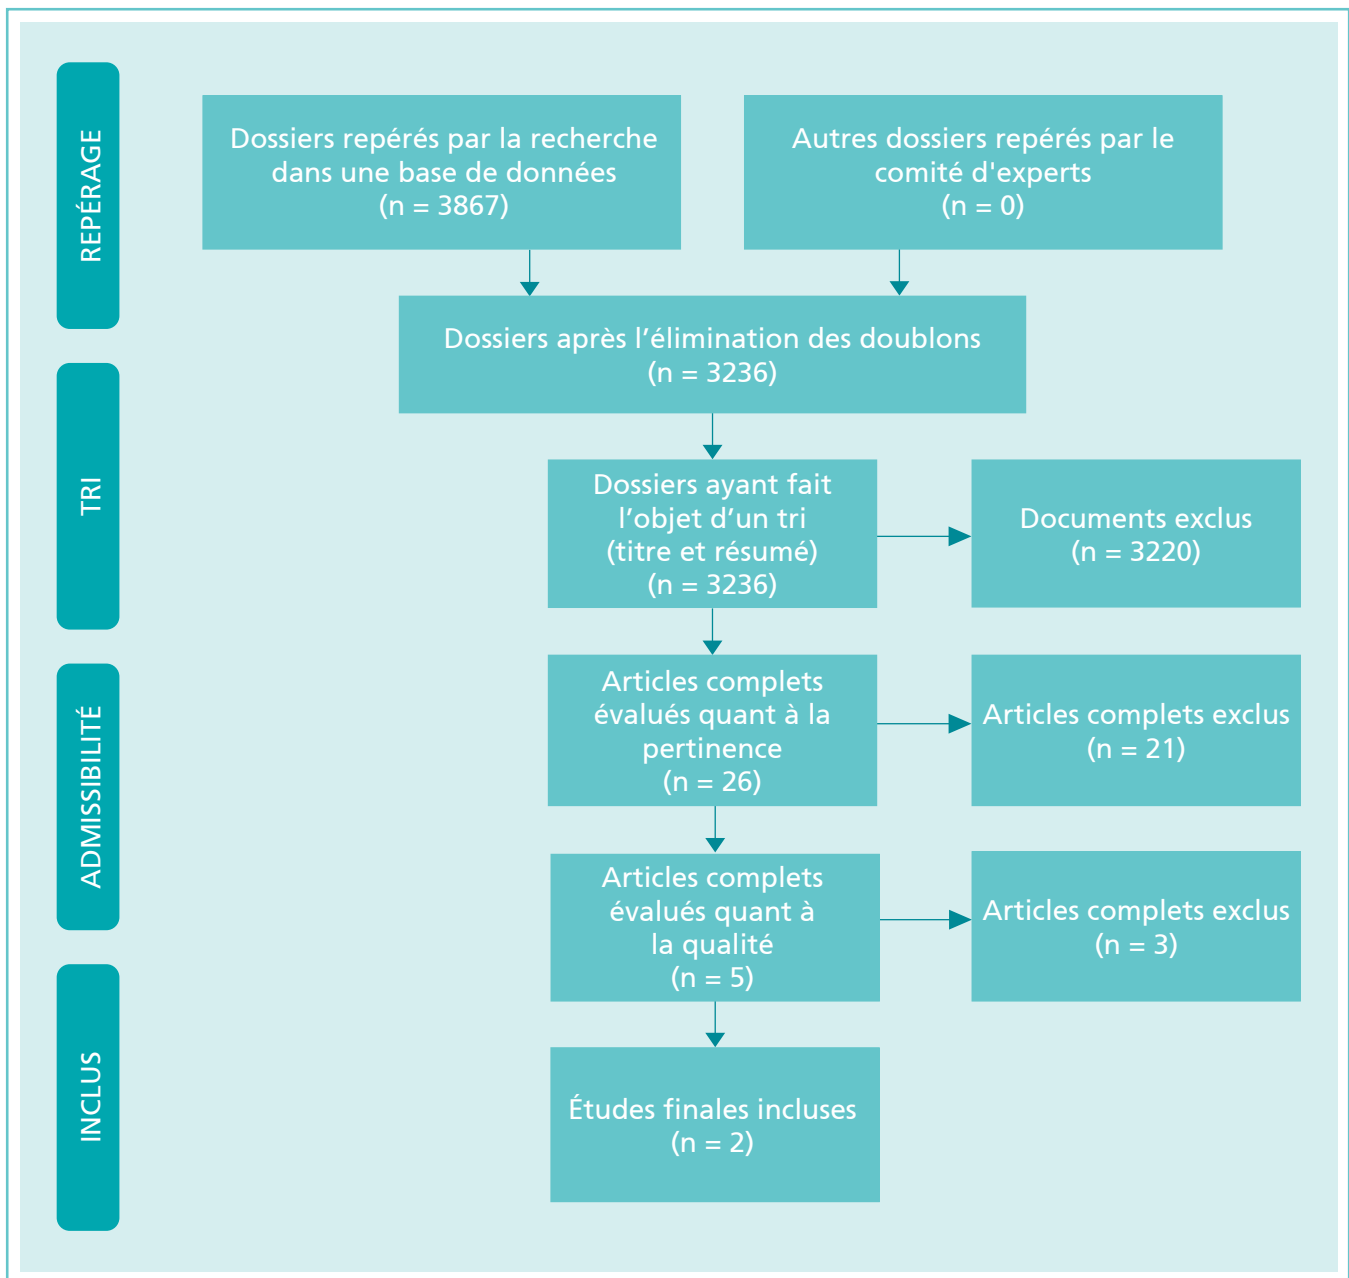 REPÉRAGE
Dossiers repérés par la recherche
dans une base de données
(n = 3867)
Autres dossiers repérés par le
comité d'experts
(n = 0)
Dossiers après l’élimination des doublons
(n = 3236)
TRI
Dossiers ayant fait
l’objet d’un tri
(titre et résumé)
(n = 3236)
Documents exclus
(n = 3220)
ADMISSIBILITÉ
Articles complets
évalués quant à la
pertinence
(n = 26)
Articles complets exclus
(n = 21)
Articles complets
évalués quant à
la qualité
(n = 5)
Articles complets exclus
(n = 3)
INCLUS
Études finales incluses
(n = 2)